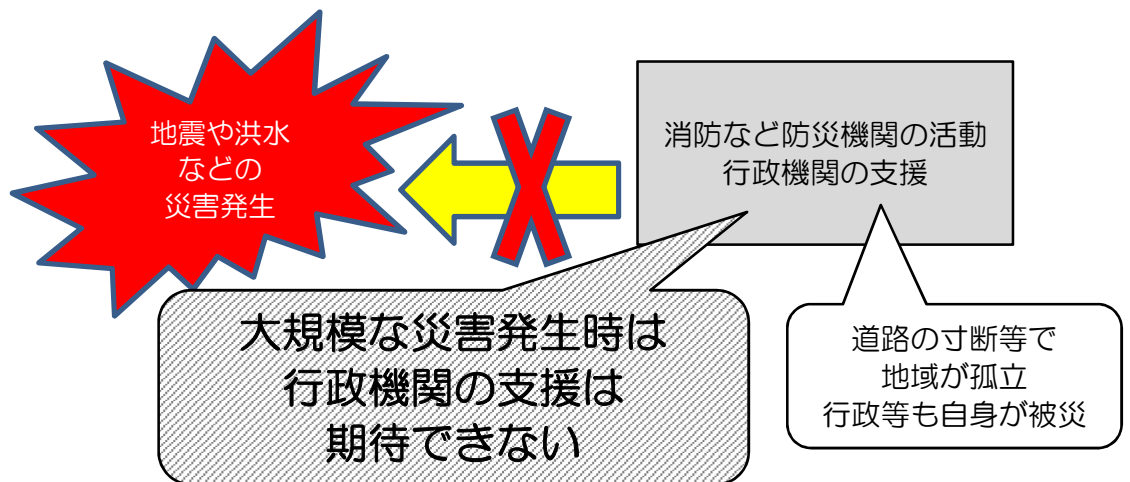 地震や洪水
などの
災害発生
消防など防災機関の活動
行政機関の支援
大規模な災害発生時は
行政機関の支援は
期待できない
道路の寸断等で
地域が孤立
行政等も自身が被災